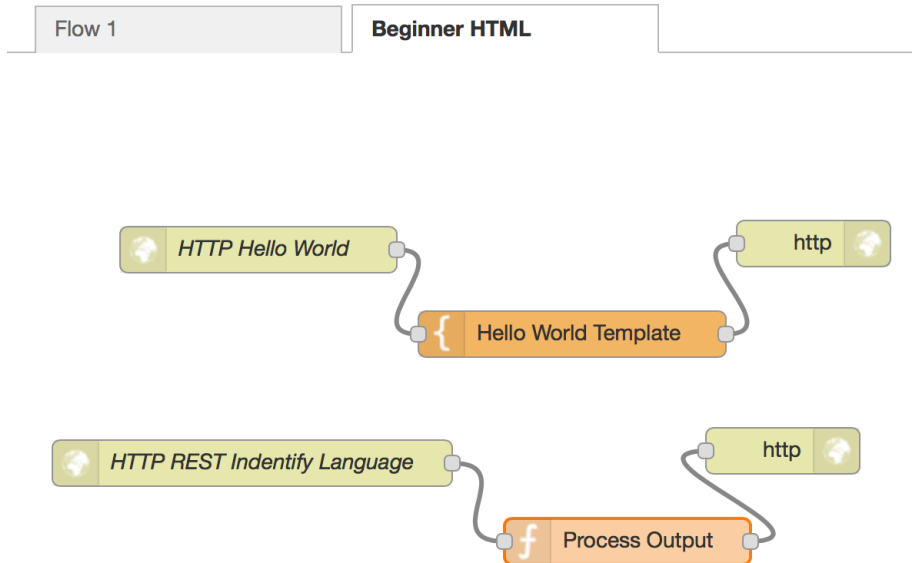 Flow 1
Beginner HTML
HTTP Hello World
http
Hello World Template
HTTP REST Indentify Language
http
Process Output